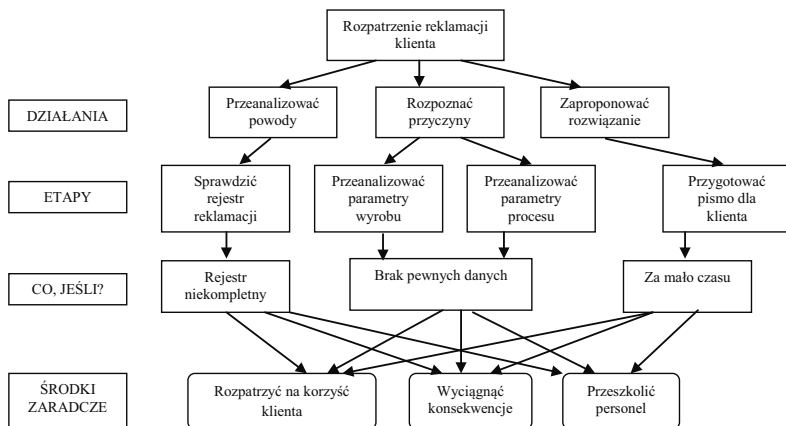 Rozpatrzenie reklamacji
klienta
DZIAŁANIA
Przeanalizować
powody
Rozpoznać
przyczyny
Zaproponować
rozwiązanie
ETAPY
Sprawdzić
rejestr
reklamacji
Przeanalizować
parametry
wyrobu
Przeanalizować
parametry
procesu
Przygotować
pismo dla
klienta
CO, JEŚLI?
Rejestr
niekompletny
Brak pewnych danych
Za mało czasu
ŚRODKI
ZARADCZE
Rozpatrzyć na korzyść
klienta
Wyciągnąć
konsekwencje
Przeszkolić
personel